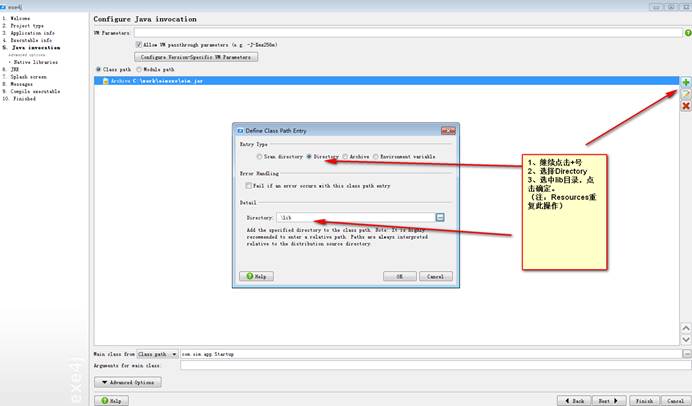 exe4j
Configure Java invocation
1. Welcome
2. Project type
3. Application info
4. Executable info
5. Java invocation
Advanced options
• Native libraries
6. JRE
7. Splash screen
8. Messages
9. Compile executable
10. Finished
VM Parameters:
Allow VM passthrough parameters (e.g. -J-Xmx256m)
Configure Version-Specific VM Parameters
Class path Module path
Archive C:\work\simexe\sim.jar
Define Class Path Entry
Entry Type
Scan directory Directory Archive Environment variable
Error Handling
Fail if an error occurs with this class path entry
Detail
Directory: .\lib
Add the specified directory to the class path. Note: It is highly
recommended to enter a relative path. Paths are always interpreted
relative to the distribution source directory.
Help OK Cancel
1、继续点击+号
2、选择Directory
3、选中lib目录，点
击确定。
（注：Resources重
复此操作）
Main class from Class path com.sim.app.Startup
Arguments for main class:
Advanced Options
exe4j
Help Back Next Finish Cancel